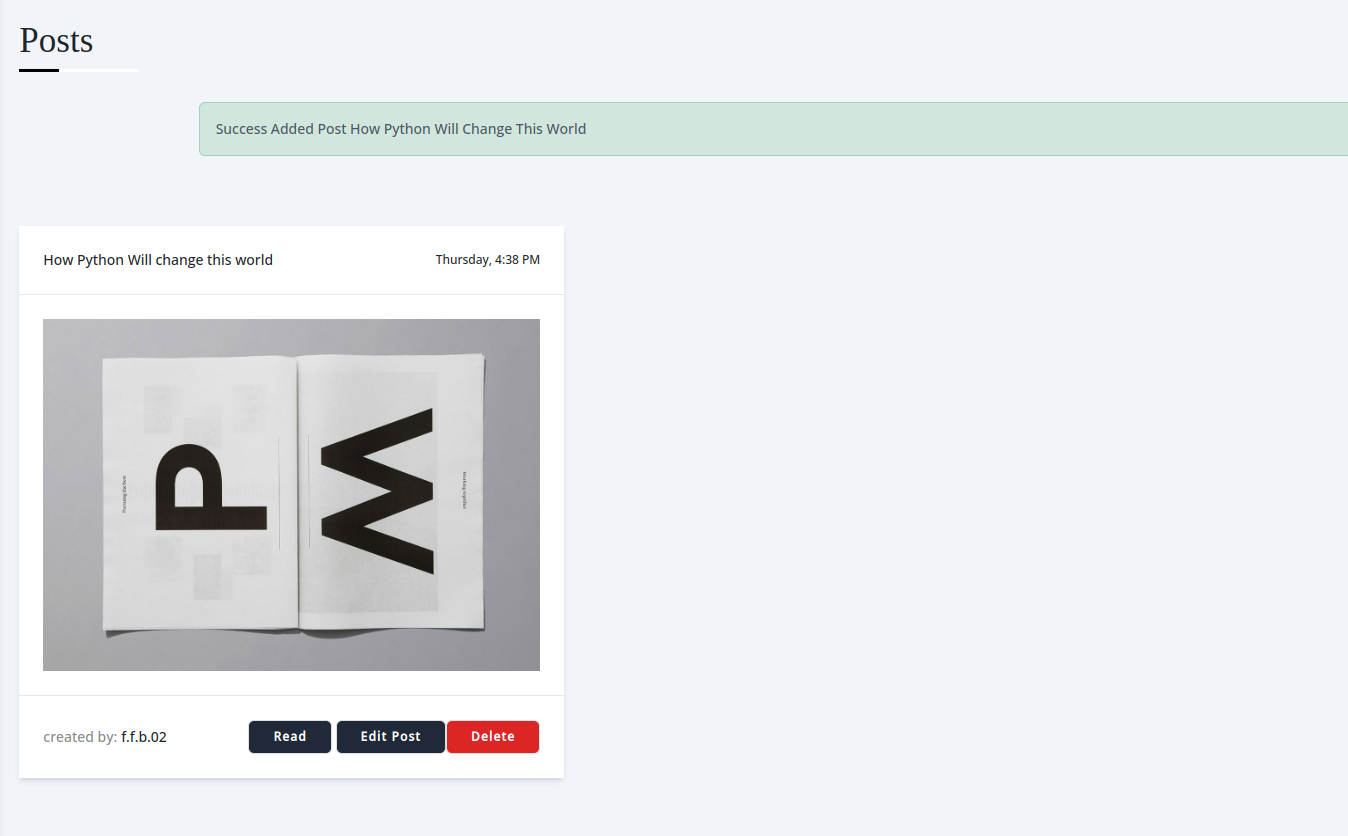 Posts
Success Added Post How Python Will Change This World
How Python Will change this world
Thursday, 4:38 PM
P
W
created by: f.f.b.02
Read
Edit Post
Delete